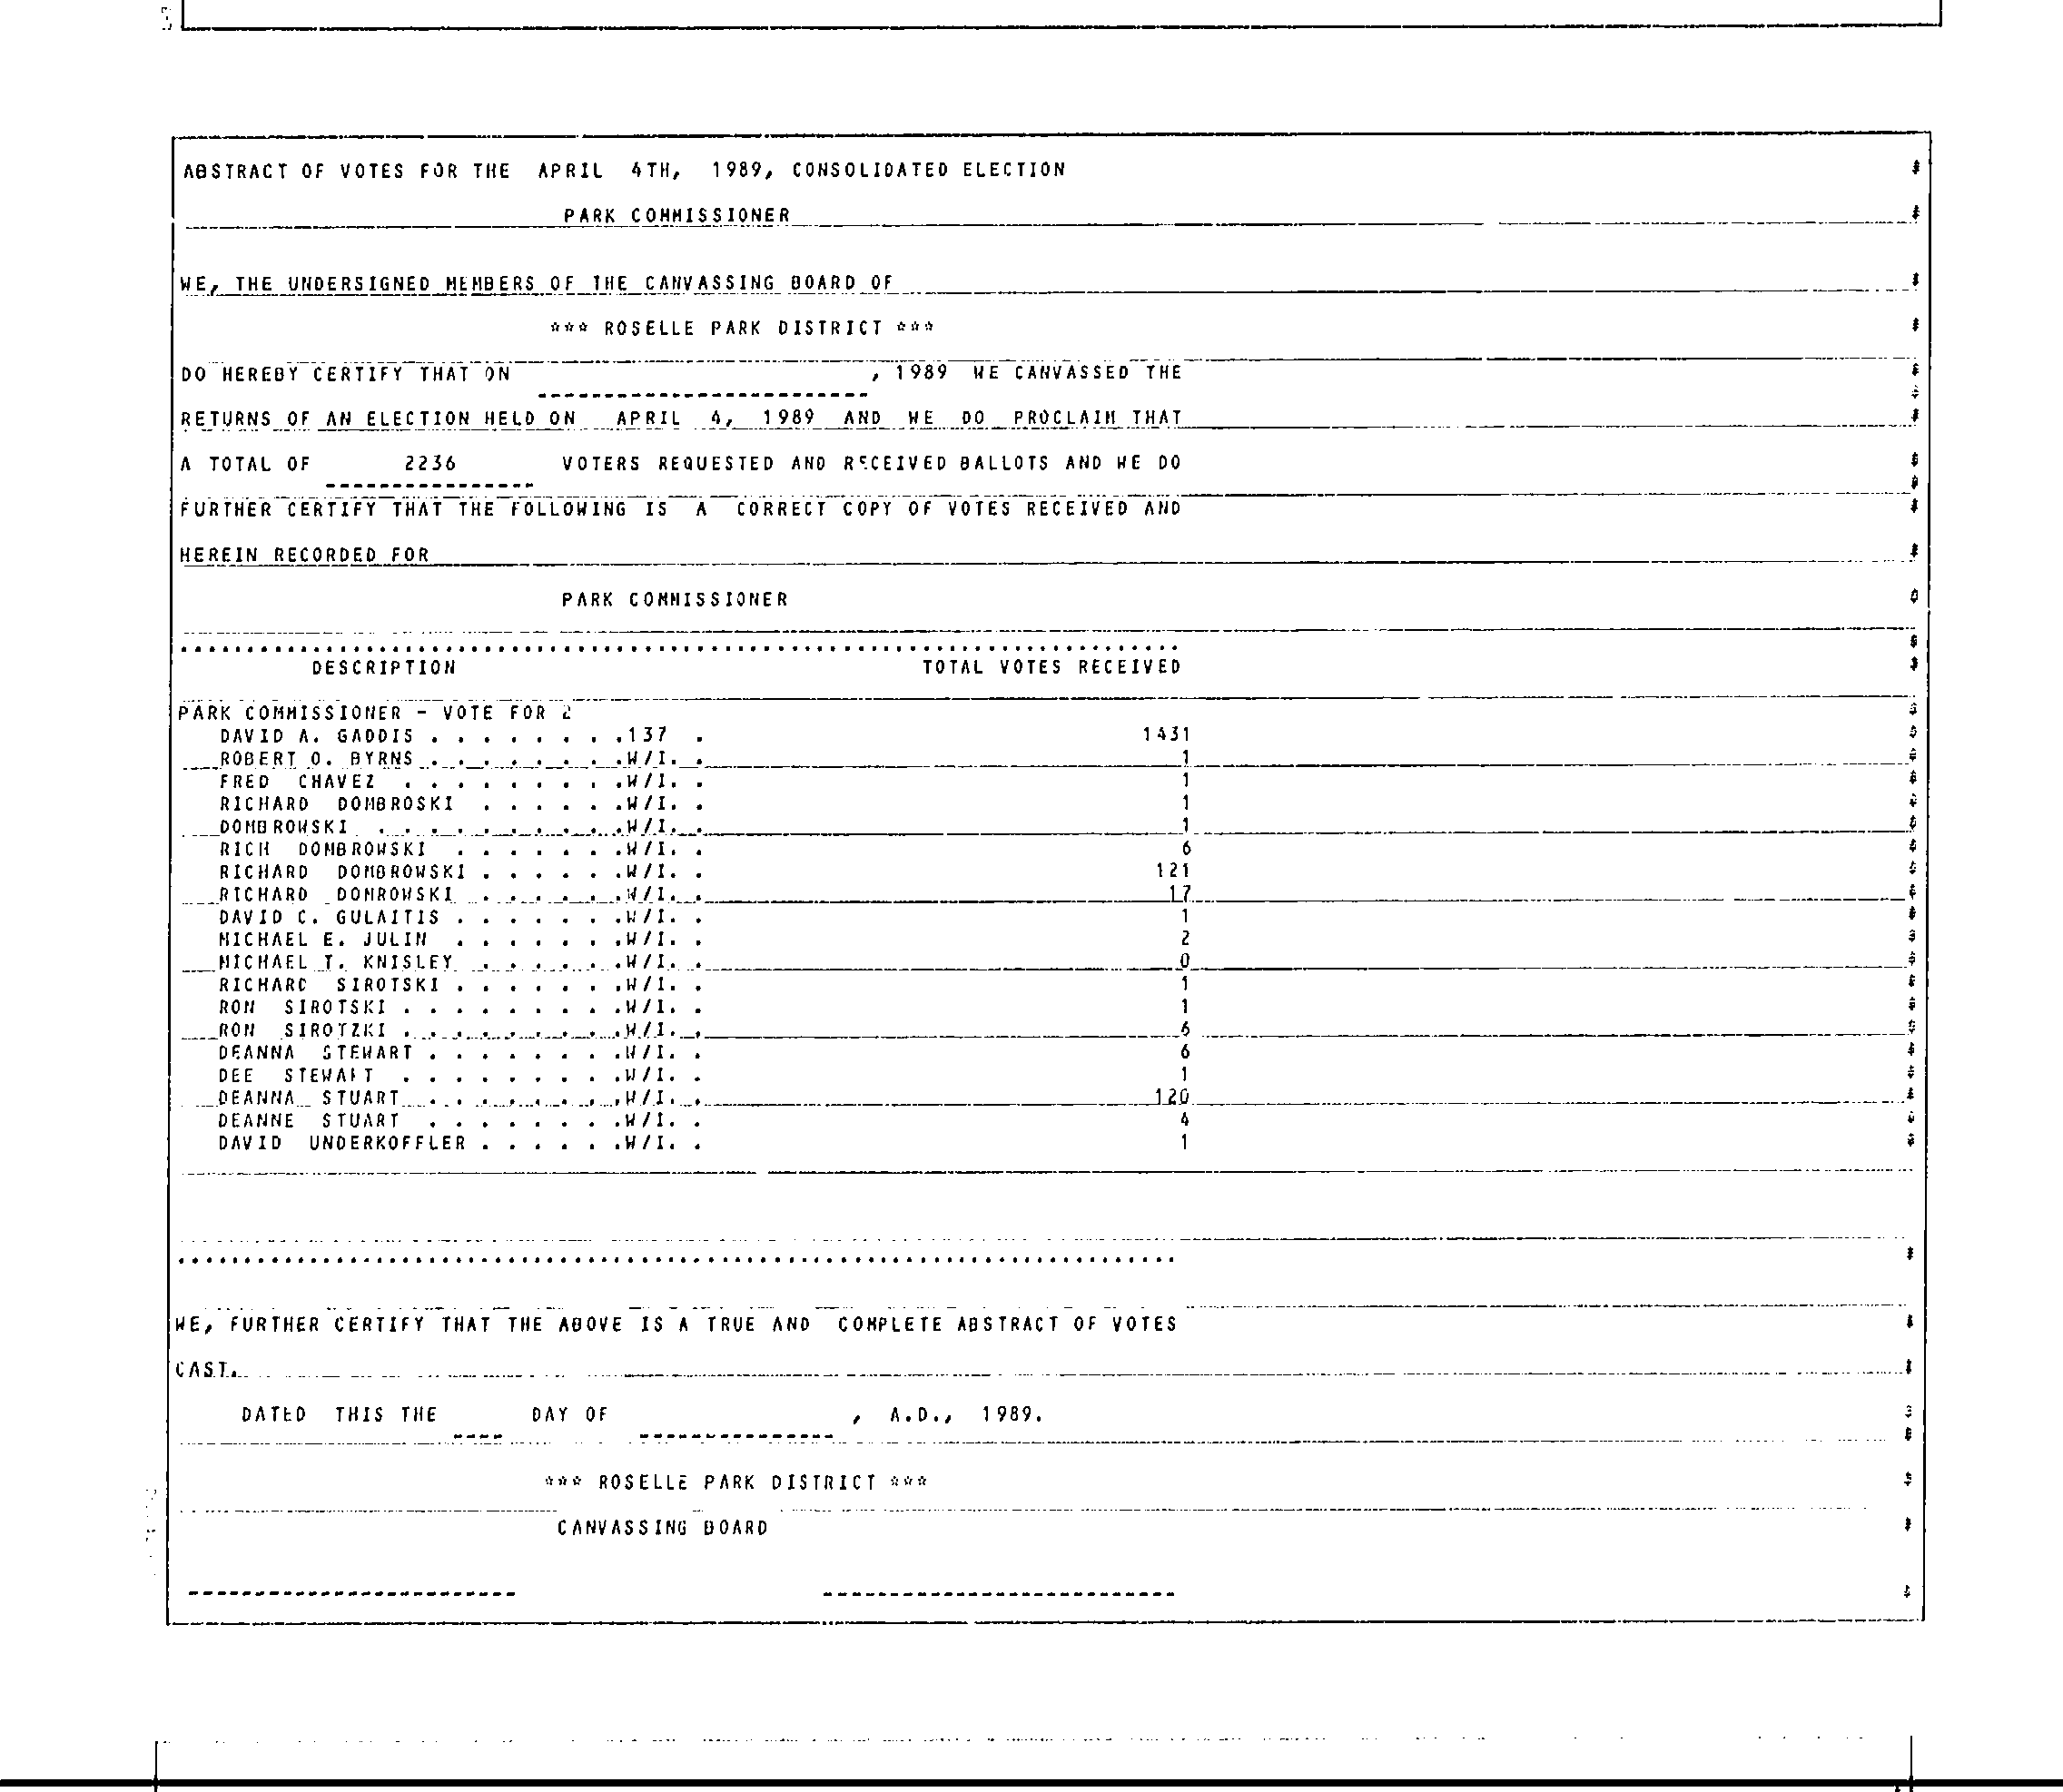 ABSTRACT OF VOTES FOR THE APRIL 4TH, 1989, CONSOLIDATED ELECTION
PARK COMMISSIONER
WE, THE UNDERSIGNED MEMBERS OF THE CANVASSING BOARD OF
*** ROSELLE PARK DISTRICT ***
DO HEREBY CERTIFY THAT ON , 1989 WE CANVASSED THE
RETURNS OF AN ELECTION HELD ON APRIL 4, 1989 AND WE DO PROCLAIM THAT
A TOTAL OF 2236 VOTERS REQUESTED AND RECEIVED BALLOTS AND WE DO
FURTHER CERTIFY THAT THE FOLLOWING IS A CORRECT COPY OF VOTES RECEIVED AND
HEREIN RECORDED FOR
PARK COMMISSIONER
DESCRIPTION TOTAL VOTES RECEIVED
PARK COMMISSIONER - VOTE FOR 2
DAVID A. GADDIS . . . . . . . .137 . 1431
ROBERT O. BYRNS . . . . . . . .W/I. . 1
FRED CHAVEZ . . . . . . . . .W/I. . 1
RICHARD DOMBROSKI . . . . . .W/I. . 1
DOMBROWSKI . . . . . . . . . .W/I. . 1
RICH DOMBROWSKI . . . . . . .W/I. . 6
RICHARD DOMBROWSKI . . . . . .W/I. . 121
RICHARD DOMROWSKI . . . . . .W/I. . 17
DAVID C. GULAITIS . . . . . . .W/I. . 1
MICHAEL E. JULIN . . . . . . .W/I. . 2
MICHAEL T. KNISLEY . . . . . .W/I. . 0
RICHARD SIROTSKI . . . . . . .W/I. . 1
RON SIROTSKI . . . . . . . . .W/I. . 1
RON SIROTZKI . . . . . . . . .W/I. . 6
DEANNA STEWART . . . . . . . .W/I. . 6
DEE STEWART . . . . . . . . .W/I. . 1
DEANNA STUART . . . . . . . .W/I. . 120
DEANNE STUART . . . . . . . .W/I. . 4
DAVID UNDERKOFFLER . . . . . .W/I. . 1
WE, FURTHER CERTIFY THAT THE ABOVE IS A TRUE AND COMPLETE ABSTRACT OF VOTES
CAST.
DATED THIS THE DAY OF , A.D., 1989.
*** ROSELLE PARK DISTRICT ***
CANVASSING BOARD